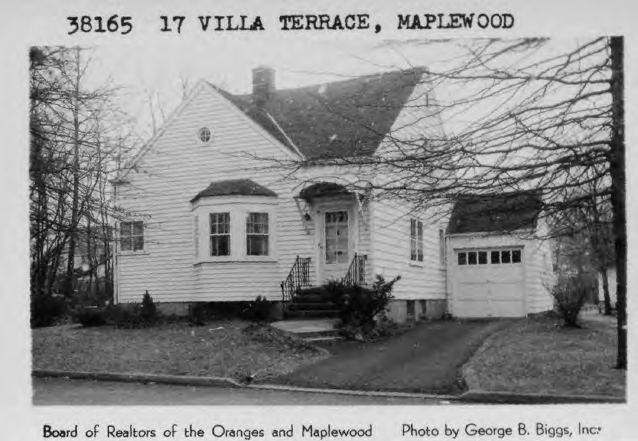 38165 17 VILLA TERRACE, MAPLEWOOD
Board of Realtors of the Oranges and Maplewood Photo by George B. Biggs, Inc.